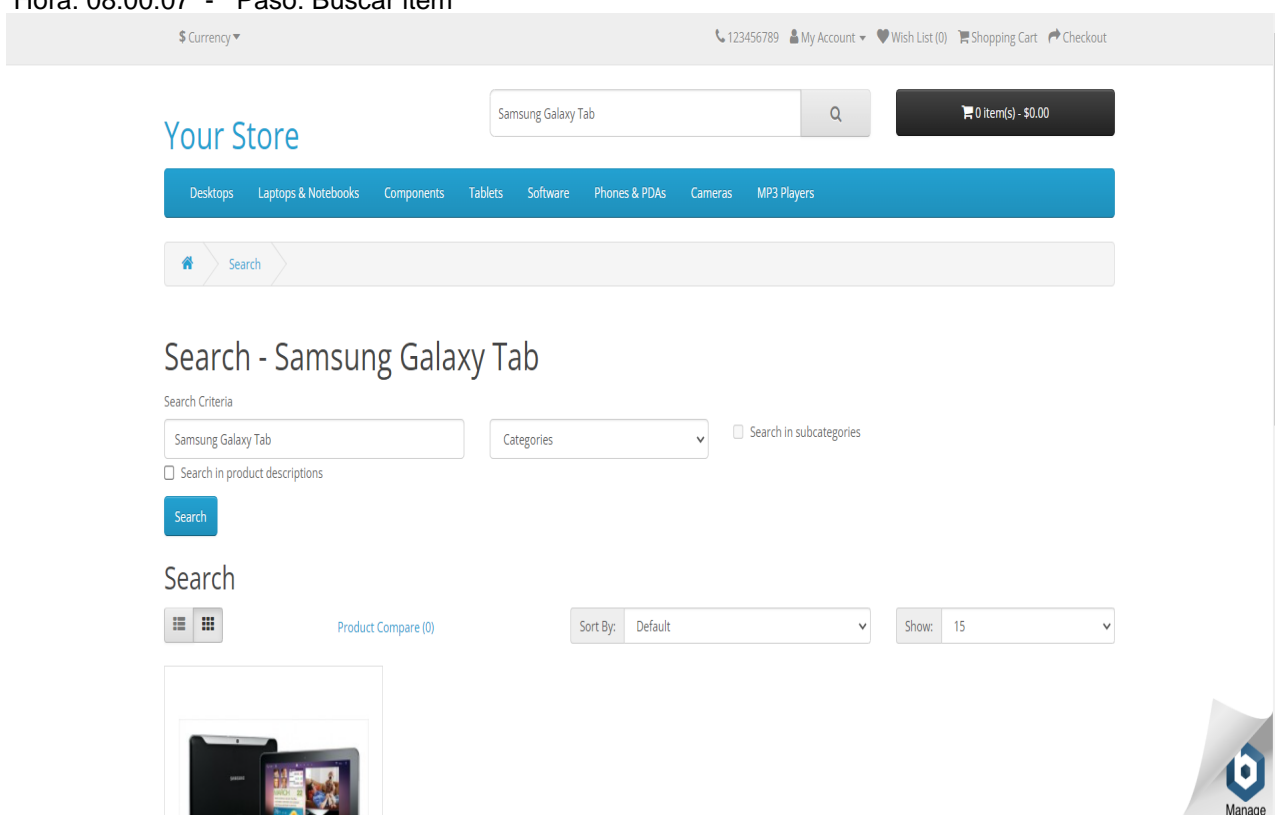 Hora: 08:00:07 - Paso: Buscar item
$ Currency
123456789 My Account Wish List (0) Shopping Cart Checkout
Your Store
Samsung Galaxy Tab
0 item(s) - $0.00
Desktops Laptops & Notebooks Components Tablets Software Phones & PDAs Cameras MP3 Players
Search
Search - Samsung Galaxy Tab
Search Criteria
Samsung Galaxy Tab
Categories
Search in subcategories
Search in product descriptions
Search
Search
Product Compare (0)
Sort By: Default
Show: 15
SAMSUNG
Manage